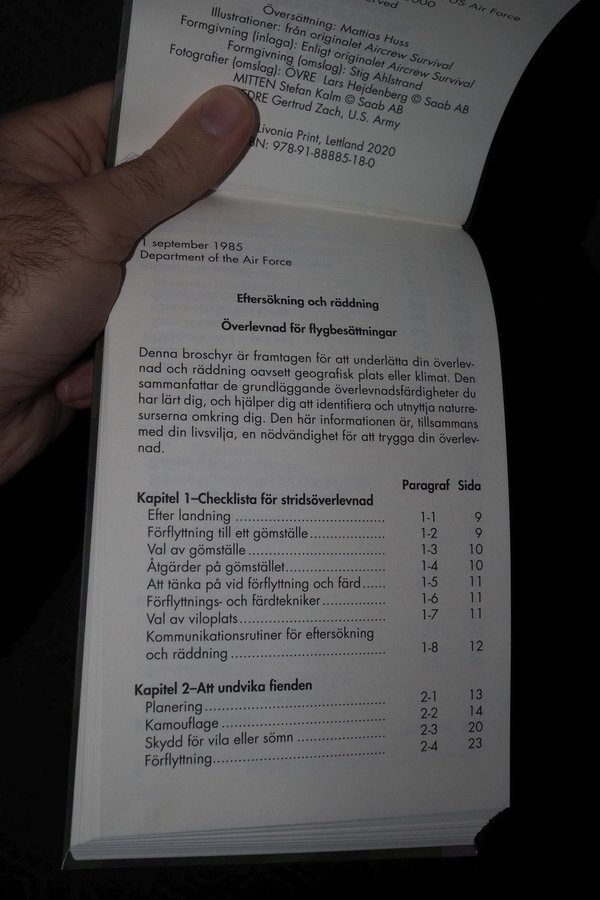 2000 US Air Force
served
Översättning: Mattias Huss
Illustrationer: från originalet Aircrew Survival
Formgivning (inlaga): Enligt originalet Aircrew Survival
Formgivning (omslag): Stig Ahlstrand
Fotografier (omslag): ÖVRE Lars Hejdenberg © Saab AB
MITTEN Stefan Kalm © Saab AB
EDRE Gertrud Zach, U.S. Army
Livonia Print, Lettland 2020
BN: 978-91-88885-18-0
1 september 1985
Department of the Air Force
Eftersökning och räddning
Överlevnad för flygbesättningar
Denna broschyr är framtagen för att underlätta din överlev-
nad och räddning oavsett geografisk plats eller klimat. Den
sammanfattar de grundläggande överlevnadsfärdigheter du
har lärt dig, och hjälper dig att identifiera och utnyttja naturre-
surserna omkring dig. Den här informationen är, tillsammans
med din livsvilja, en nödvändighet för att trygga din överlev-
nad.
Paragraf Sida
Kapitel 1–Checklista för stridsöverlevnad
Efter landning ........ 1-1 9
Förflyttning till ett gömställe ........ 1-2 9
Val av gömställe ........ 1-3 10
Åtgärder på gömstället ........ 1-4 10
Att tänka på vid förflyttning och färd ...... 1-5 11
Förflyttnings- och färdtekniker ........ 1-6 11
Val av viloplats ........ 1-7 11
Kommunikationsrutiner för eftersökning
och räddning ........ 1-8 12
Kapitel 2–Att undvika fienden
Planering ........ 2-1 13
Kamouflage ........ 2-2 14
Skydd för vila eller sömn ........ 2-3 20
Förflyttning ........ 2-4 23